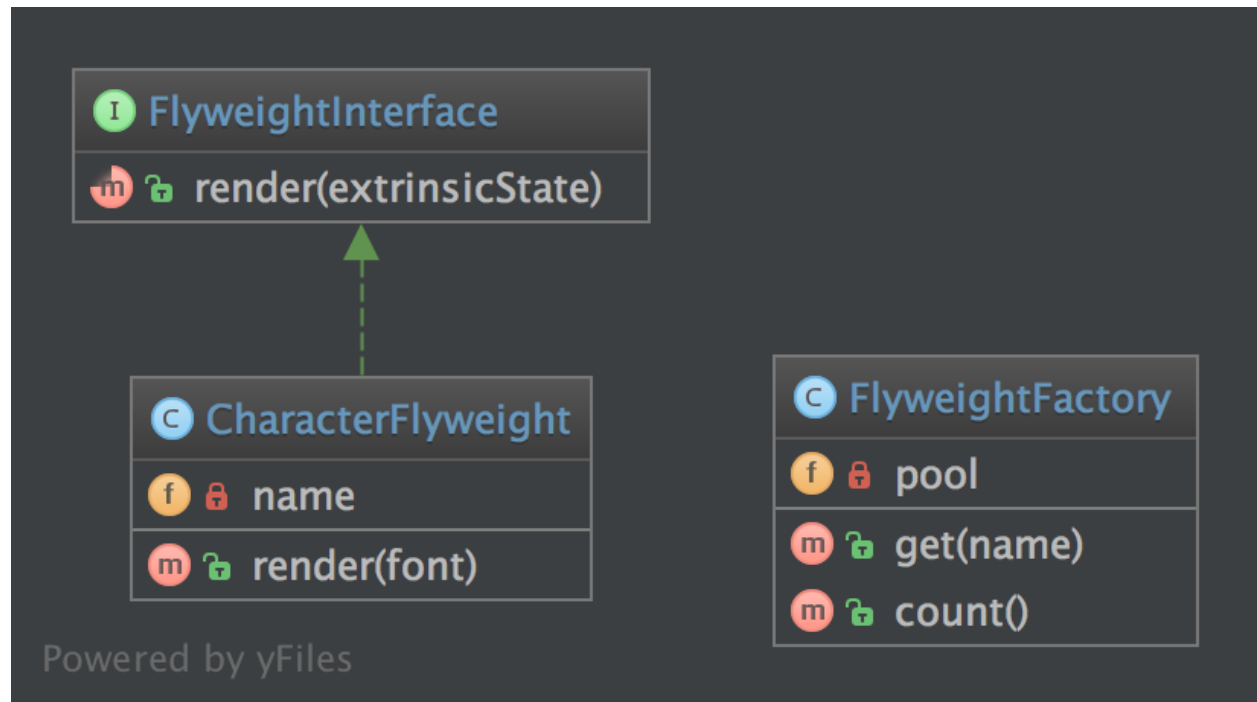 I FlyweightInterface
m render(extrinsicState)
C CharacterFlyweight
f name
m render(font)
C FlyweightFactory
f pool
m get(name)
m count()
Powered by yFiles